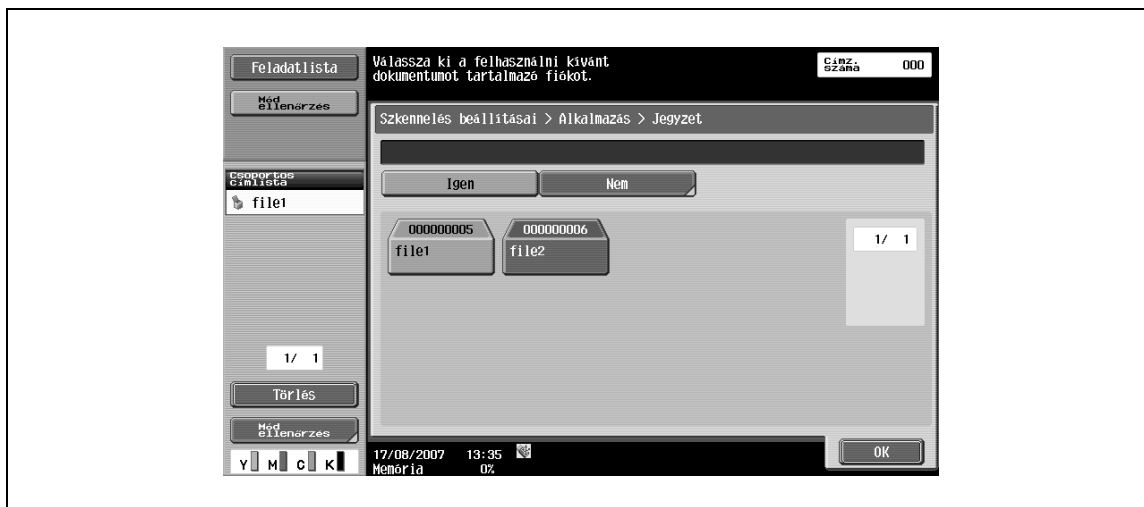 Feladatlista
Mód
ellenőrzés
Csoportos
címlista
file1
1/ 1
Törlés
Mód
ellenőrzés
Y M C K
Válassza ki a felhasználni kívánt
dokumentumot tartalmazó fiókot.
Címz.
száma 000
Szkennelés beállításai > Alkalmazás > Jegyzet
Igen Nem
000000005 000000006
file1 file2
1/ 1
17/08/2007 13:35
Memória 0%
OK